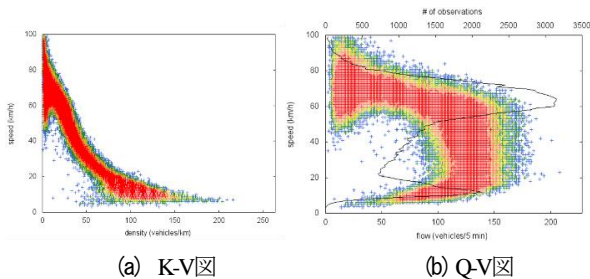 # of observations
0 500 1000 1500 2000 2500 3000 3500
100
80
60
40
20
0
speed (km/h)
0 50 100 150 200 250
density (vehicles/km)
100
80
60
40
20
0
speed (km/h)
0 50 100 150 200
flow (vehicles/5 min)
(a) K-V図
(b) Q-V図